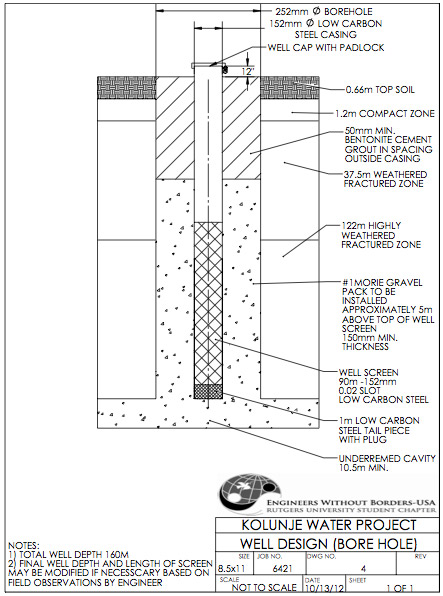 252mm Ø BOREHOLE
152mm Ø LOW CARBON
STEEL CASING
WELL CAP WITH PADLOCK
12"
0.66m TOP SOIL
1.2m COMPACT ZONE
50mm MIN.
BENTONITE CEMENT
GROUT IN SPACING
OUTSIDE CASING
37.5m WEATHERED
FRACTURED ZONE
122m HIGHLY
WEATHERED
FRACTURED ZONE
#1MORIE GRAVEL
PACK TO BE
INSTALLED
APPROXIMATELY 5m
ABOVE TOP OF WELL
SCREEN
150mm MIN.
THICKNESS
WELL SCREEN
90m -152mm
0.02 SLOT
LOW CARBON STEEL
1m LOW CARBON
STEEL TAIL PIECE
WITH PLUG
UNDERREMED CAVITY
10.5m MIN.
ENGINEERS WITHOUT BORDERS-USA
RUTGERS UNIVERSITY STUDENT CHAPTER
KOLUNJE WATER PROJECT
WELL DESIGN (BORE HOLE)
SIZE JOB NO. DWG NO. REV
8.5x11 6421 4
SCALE DATE SHEET
NOT TO SCALE 10/13/12 1 OF 1
NOTES:
1) TOTAL WELL DEPTH 160M
2) FINAL WELL DEPTH AND LENGTH OF SCREEN
MAY BE MODIFIED IF NECESSCARY BASED ON
FIELD OBSERVATIONS BY ENGINEER